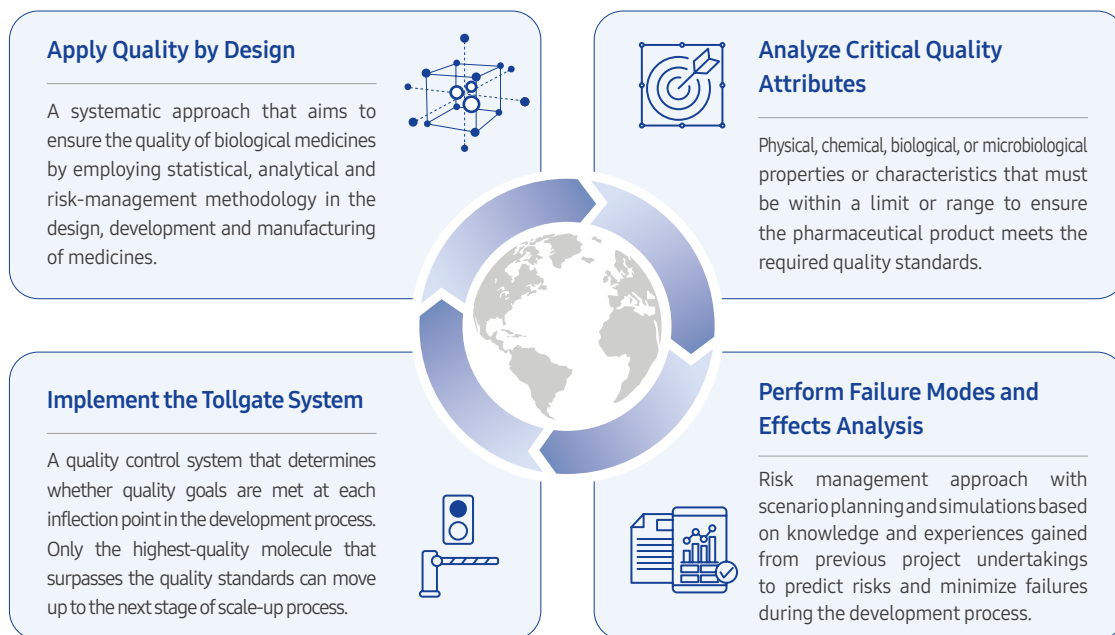 Apply Quality by Design
A systematic approach that aims to
ensure the quality of biological medicines
by employing statistical, analytical and
risk-management methodology in the
design, development and manufacturing
of medicines.
Analyze Critical Quality
Attributes
Physical, chemical, biological, or microbiological
properties or characteristics that must
be within a limit or range to ensure
the pharmaceutical product meets the
required quality standards.
Implement the Tollgate System
A quality control system that determines
whether quality goals are met at each
inflection point in the development process.
Only the highest-quality molecule that
surpasses the quality standards can move
up to the next stage of scale-up process.
Perform Failure Modes and
Effects Analysis
Risk management approach with
scenario planning and simulations based
on knowledge and experiences gained
from previous project undertakings
to predict risks and minimize failures
during the development process.